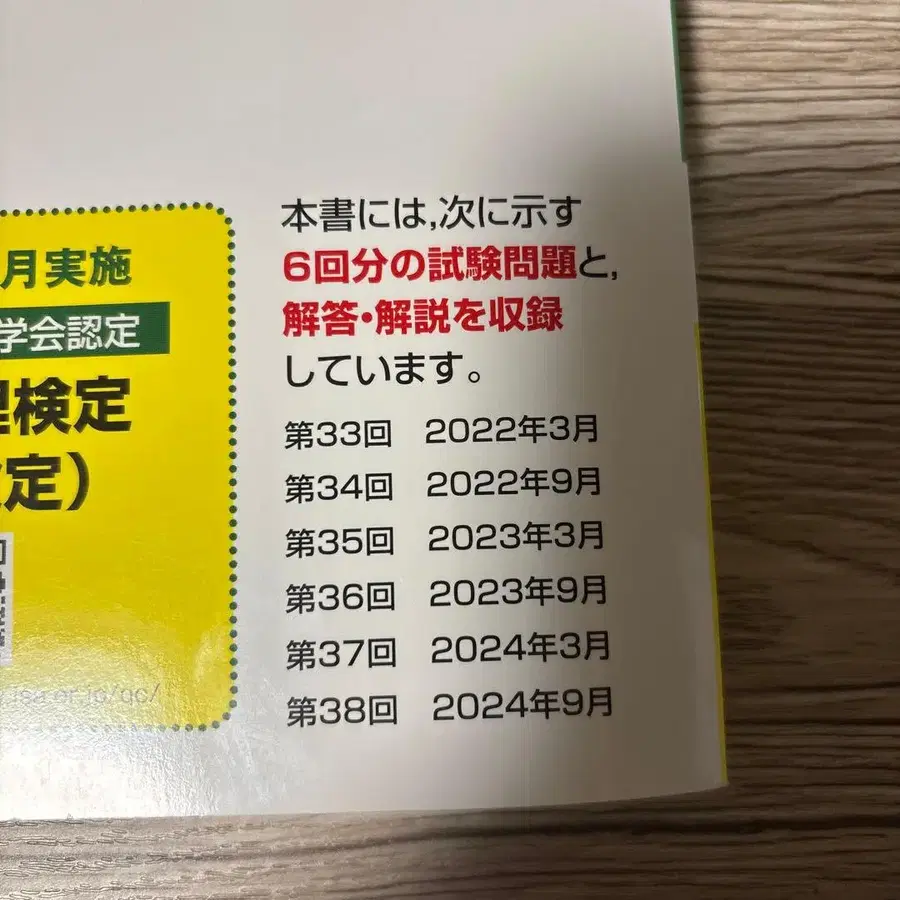 月実施
学会認定
理検定
定）
本書には,次に示す
6回分の試験問題と,
解答・解説を収録
しています。
第33回 2022年3月
第34回 2022年9月
第35回 2023年3月
第36回 2023年9月
第37回 2024年3月
第38回 2024年9月